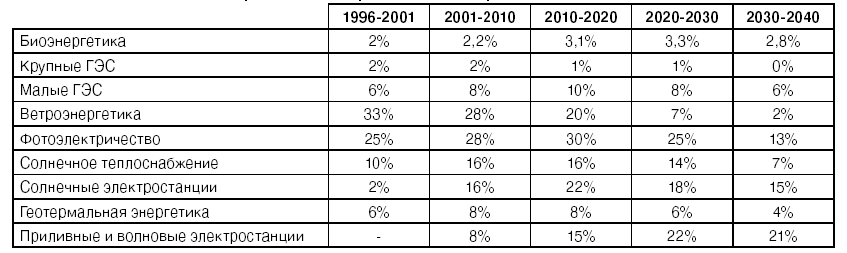 1996-2001 2001-2010 2010-2020 2020-2030 2030-2040
Биоэнергетика 2% 2,2% 3,1% 3,3% 2,8%
Крупные ГЭС 2% 2% 1% 1% 0%
Малые ГЭС 6% 8% 10% 8% 6%
Ветроэнергетика 33% 28% 20% 7% 2%
Фотоэлектричество 25% 28% 30% 25% 13%
Солнечное теплоснабжение 10% 16% 16% 14% 7%
Солнечные электростанции 2% 16% 22% 18% 15%
Геотермальная энергетика 6% 8% 8% 6% 4%
Приливные и волновые электростанции - 8% 15% 22% 21%